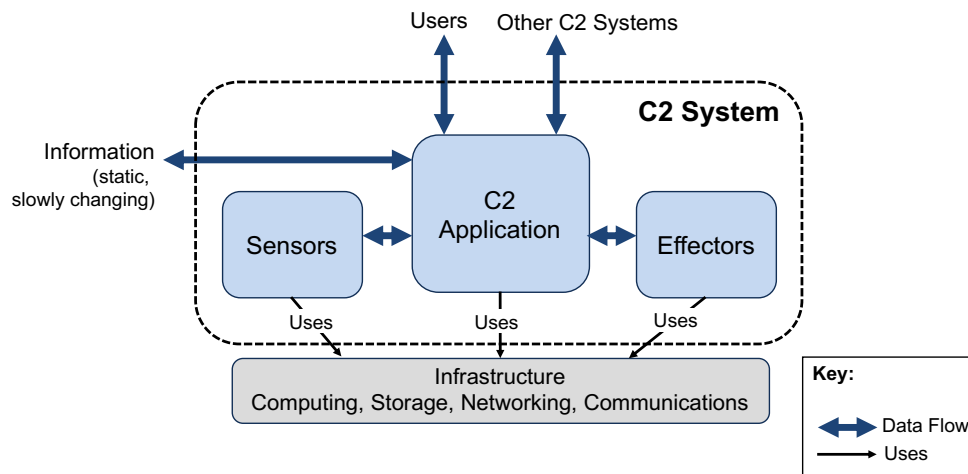 Users
Other C2 Systems
C2 System
Information
(static,
slowly changing)
C2
Application
Sensors
Effectors
Uses
Uses
Uses
Infrastructure
Computing, Storage, Networking, Communications
Key:
Data Flow
Uses